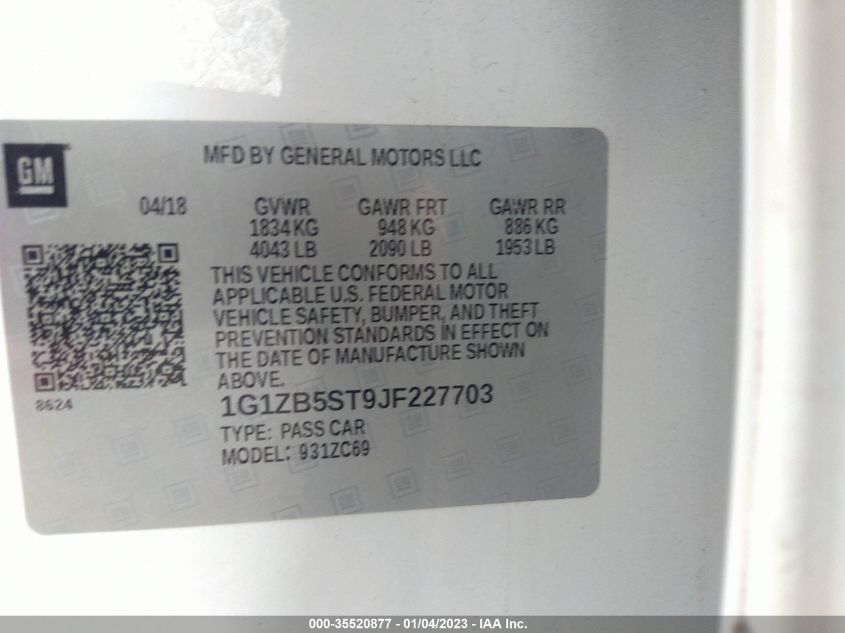 GM
MFD BY GENERAL MOTORS LLC
04/18 GVWR GAWR FRT GAWR RR
1834 KG 948 KG 886 KG
4043 LB 2090 LB 1953 LB
THIS VEHICLE CONFORMS TO ALL
APPLICABLE U.S. FEDERAL MOTOR
VEHICLE SAFETY, BUMPER, AND THEFT
PREVENTION STANDARDS IN EFFECT ON
THE DATE OF MANUFACTURE SHOWN
ABOVE.
8624
1G1ZB5ST9JF227703
TYPE: PASS CAR
MODEL: 931ZC69
000-35520877 - 01/04/2023 - IAA Inc.